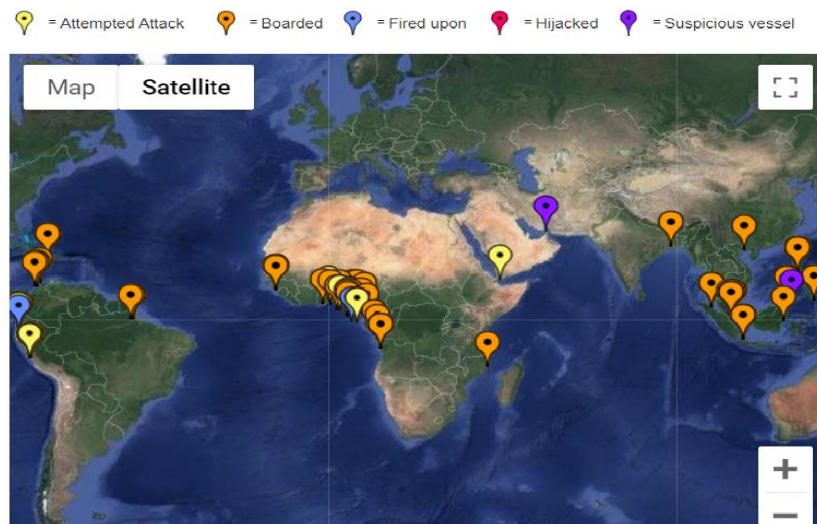 = Attempted Attack = Boarded = Fired upon = Hijacked = Suspicious vessel
Map Satellite
+
−